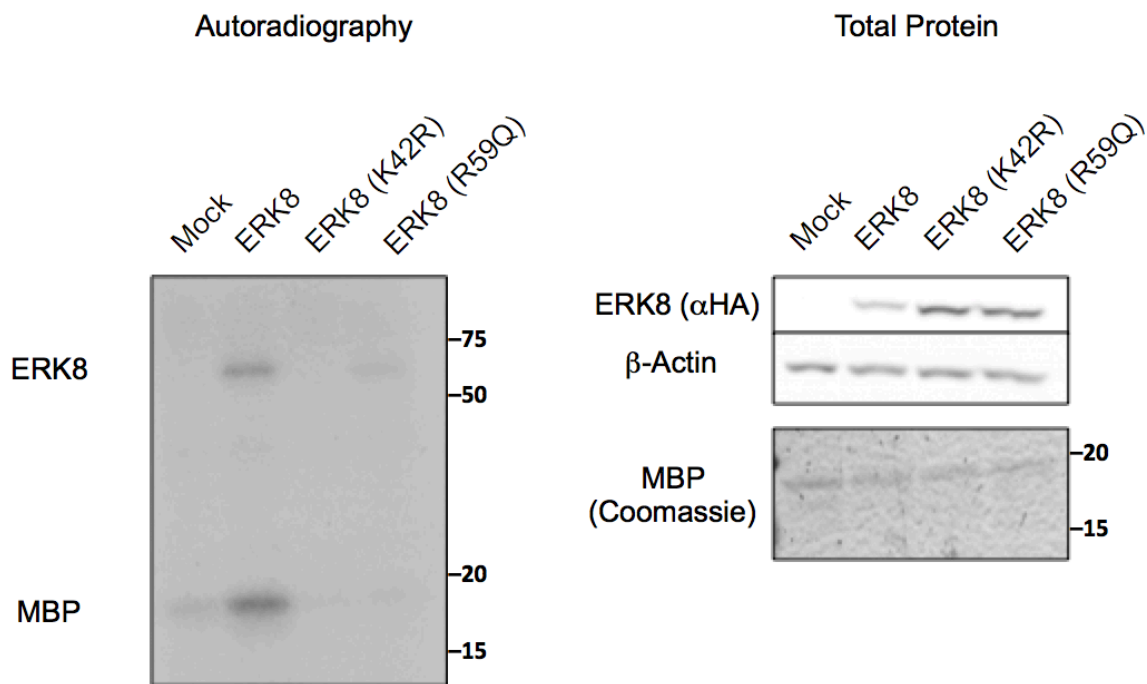 Autoradiography
Mock
ERK8
ERK8 (K42R)
ERK8 (R59Q)
ERK8
–75
–50
–20
MBP
–15
Total Protein
Mock
ERK8
ERK8 (K42R)
ERK8 (R59Q)
ERK8 (αHA)
β-Actin
MBP
(Coomassie)
–20
–15